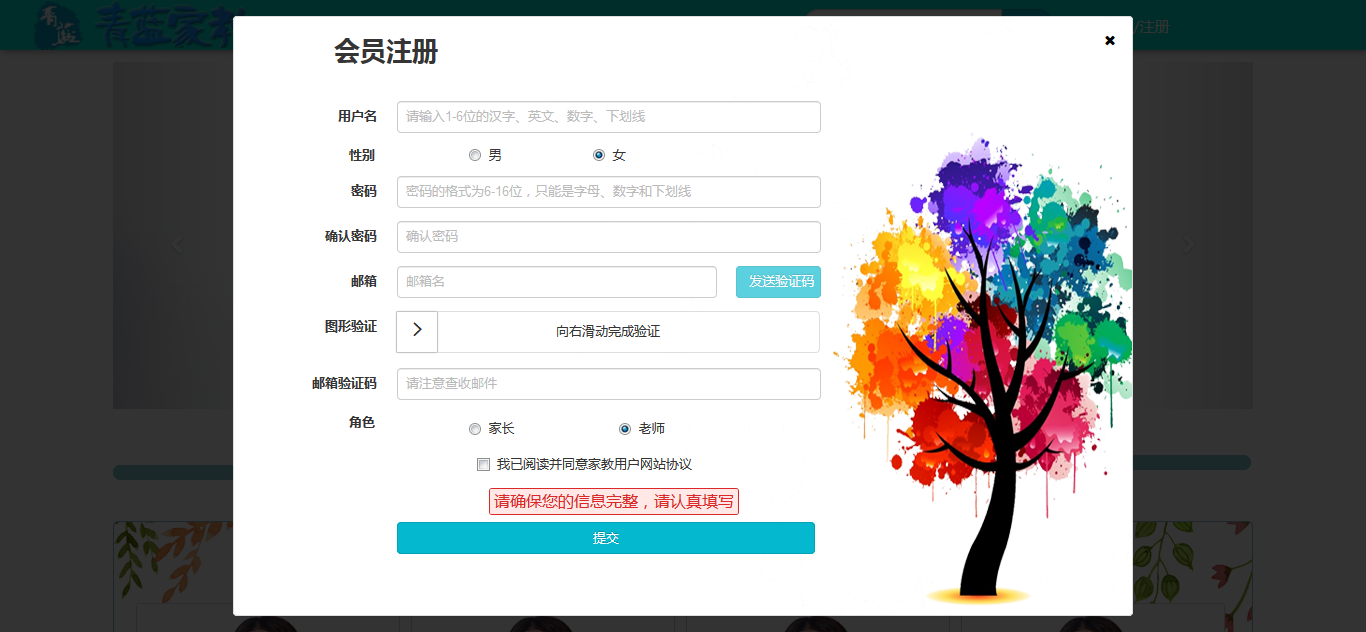 青蓝
青蓝家教
/注册
会员注册
用户名 请输入1-6位的汉字、英文、数字、下划线
性别 男 女
密码 密码的格式为6-16位，只能是字母、数字和下划线
确认密码 确认密码
邮箱 邮箱名 发送验证码
图形验证 向右滑动完成验证
邮箱验证码 请注意查收邮件
角色 家长 老师
我已阅读并同意家教用户网站协议
请确保您的信息完整，请认真填写
提交